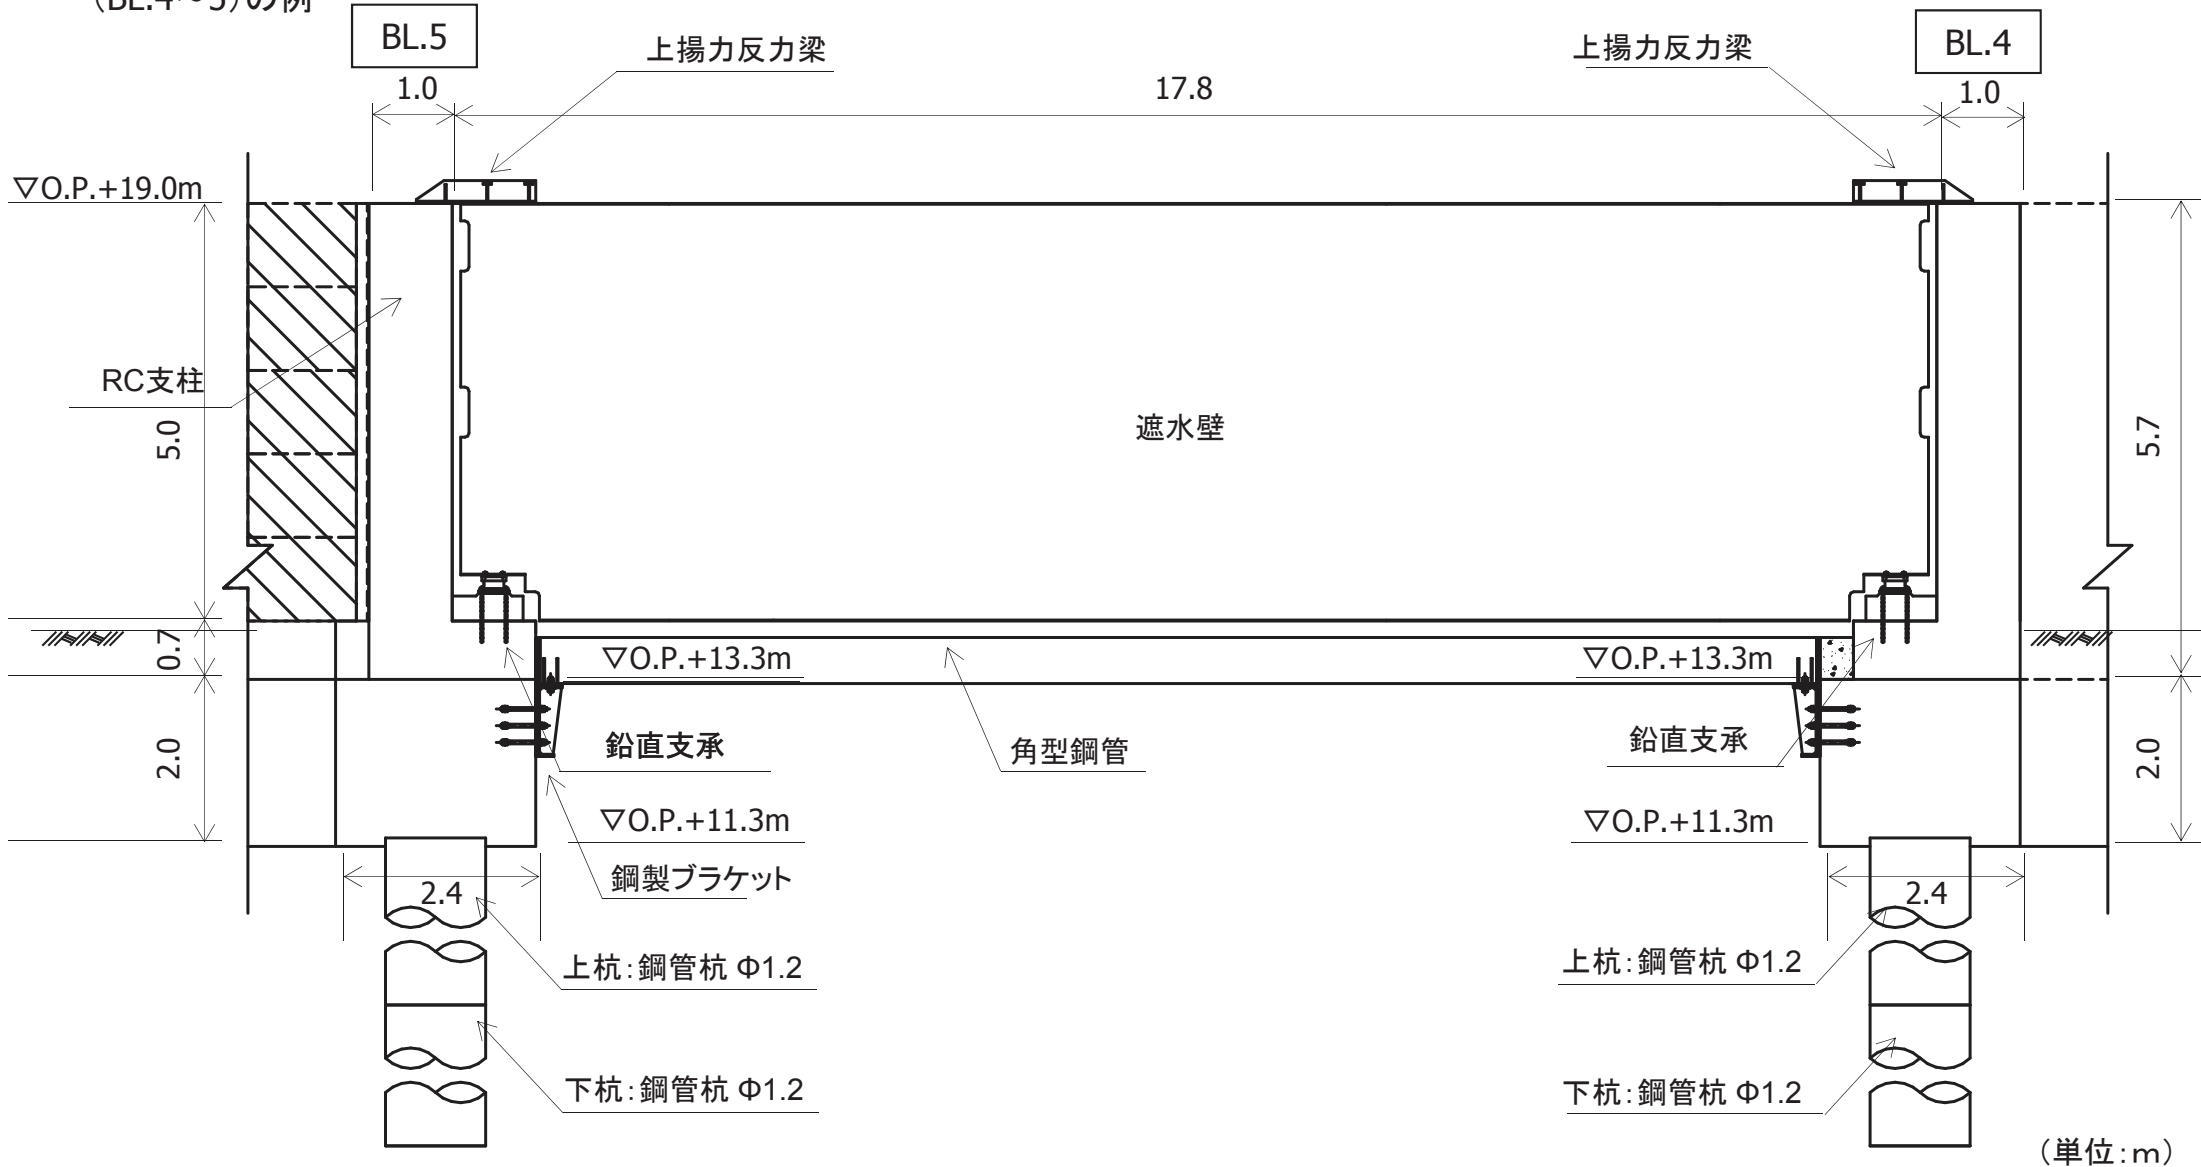 BL.5
BL.4
上揚力反力梁
上揚力反力梁
1.0
17.8
1.0
▽O.P.+19.0m
RC支柱
5.0
遮水壁
5.7
0.7
▽O.P.+13.3m
▽O.P.+13.3m
2.0
鉛直支承
角型鋼管
鉛直支承
2.0
▽O.P.+11.3m
▽O.P.+11.3m
鋼製ブラケット
2.4
2.4
上杭:鋼管杭 Φ1.2
上杭:鋼管杭 Φ1.2
下杭:鋼管杭 Φ1.2
下杭:鋼管杭 Φ1.2
(単位:m)